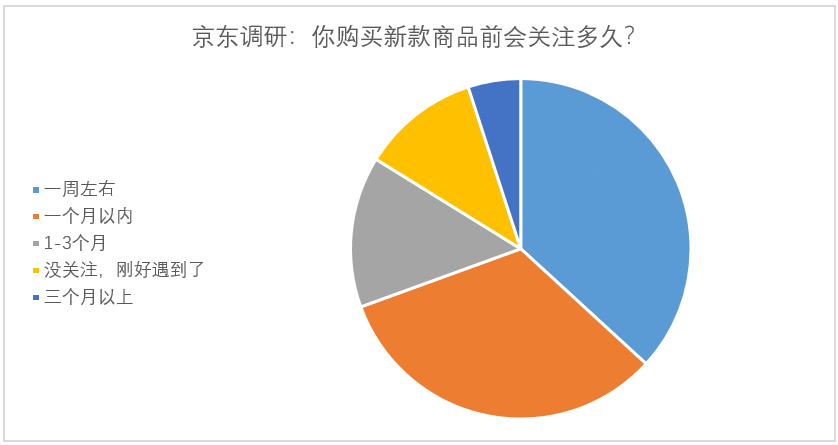 京东调研：你购买新款商品前会关注多久？
一周左右
一个月以内
1-3个月
没关注，刚好遇到了
三个月以上